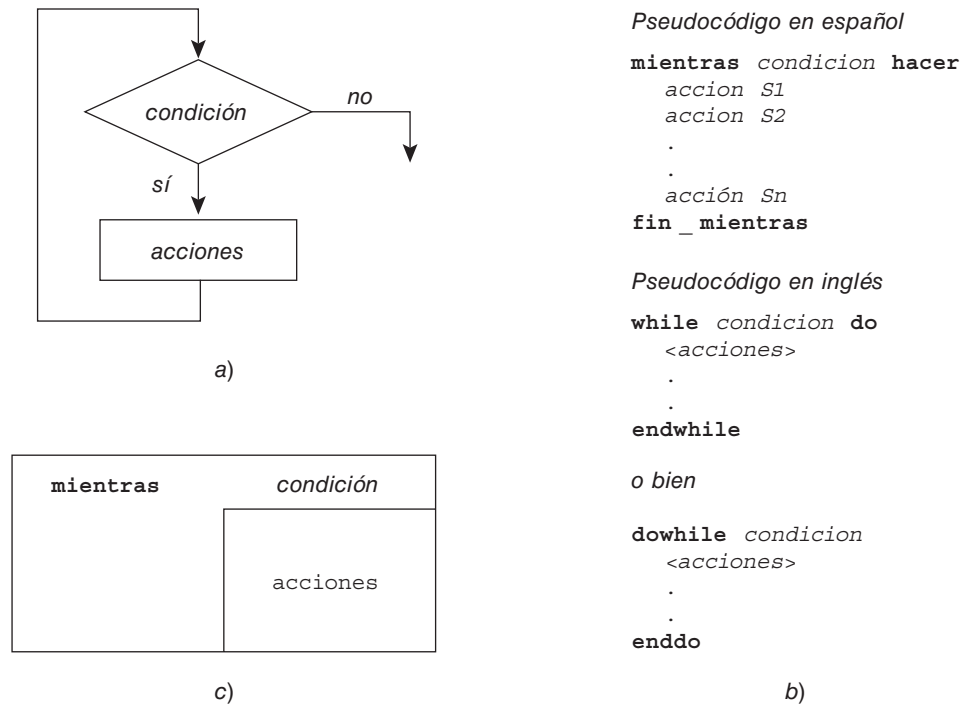 condición
no
sí
acciones
a)
mientras condición
acciones
c)
Pseudocódigo en español
mientras condicion hacer
accion S1
accion S2
.
.
acción Sn
fin _ mientras
Pseudocódigo en inglés
while condicion do
<acciones>
.
.
endwhile
o bien
dowhile condicion
<acciones>
.
.
enddo
b)